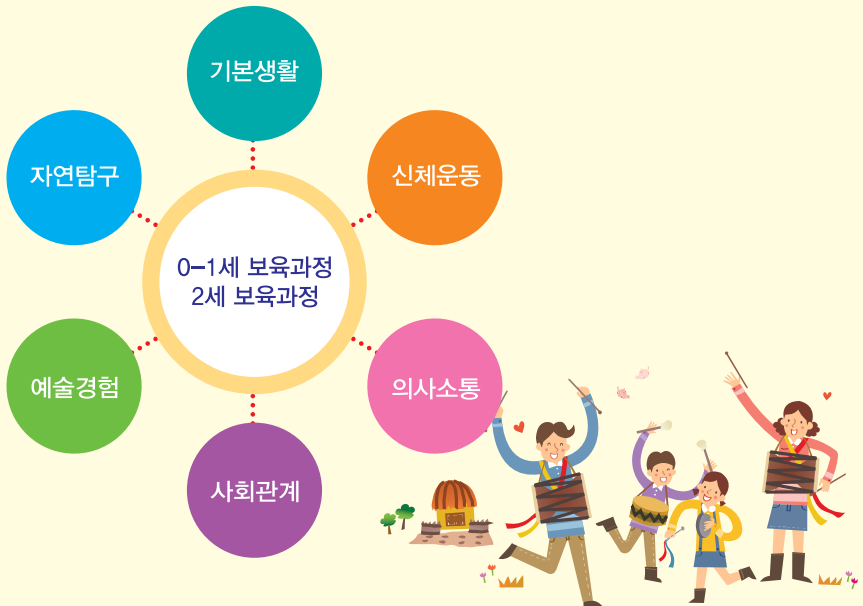 기본생활
신체운동
의사소통
사회관계
예술경험
자연탐구
0-1세 보육과정
2세 보육과정